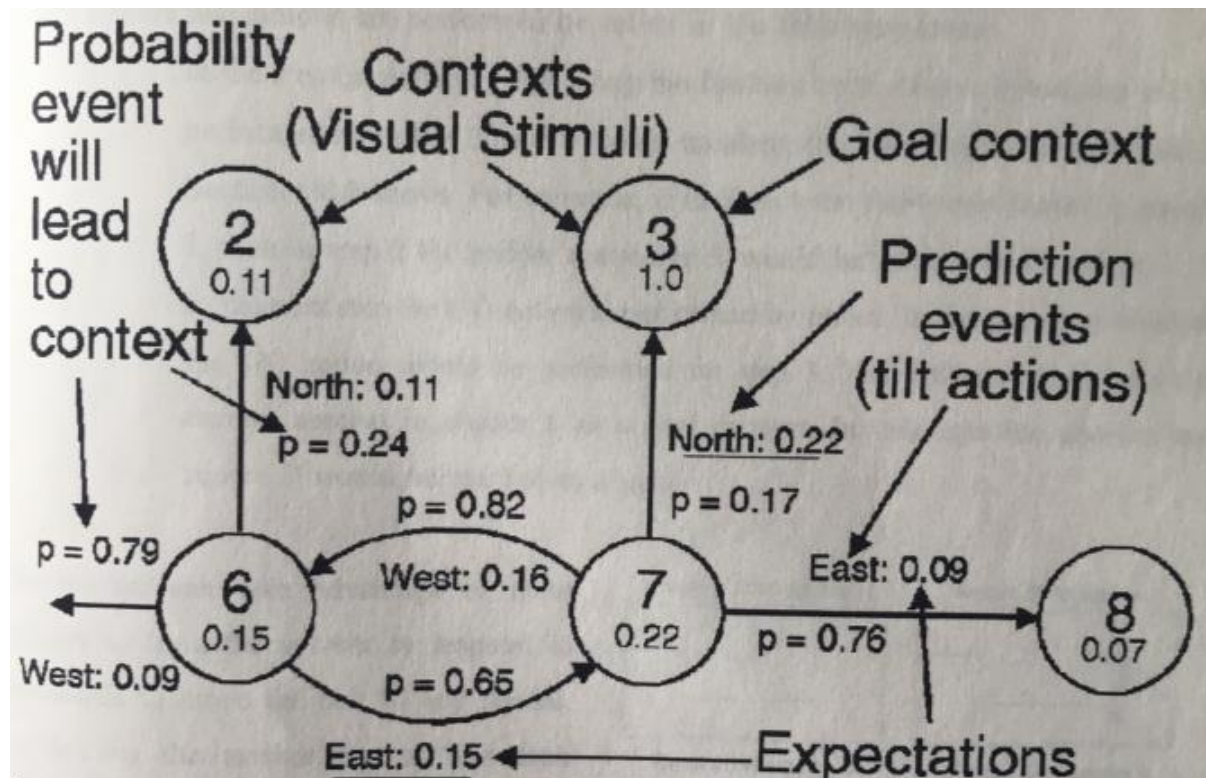 Probability
event
will
lead
to
context
Contexts
(Visual Stimuli)
Goal context
2
0.11
3
1.0
Prediction
events
(tilt actions)
North: 0.11
p = 0.24
North: 0.22
p = 0.17
p = 0.79
p = 0.82
West: 0.16
East: 0.09
6
0.15
7
0.22
p = 0.76
8
0.07
West: 0.09
p = 0.65
East: 0.15
Expectations